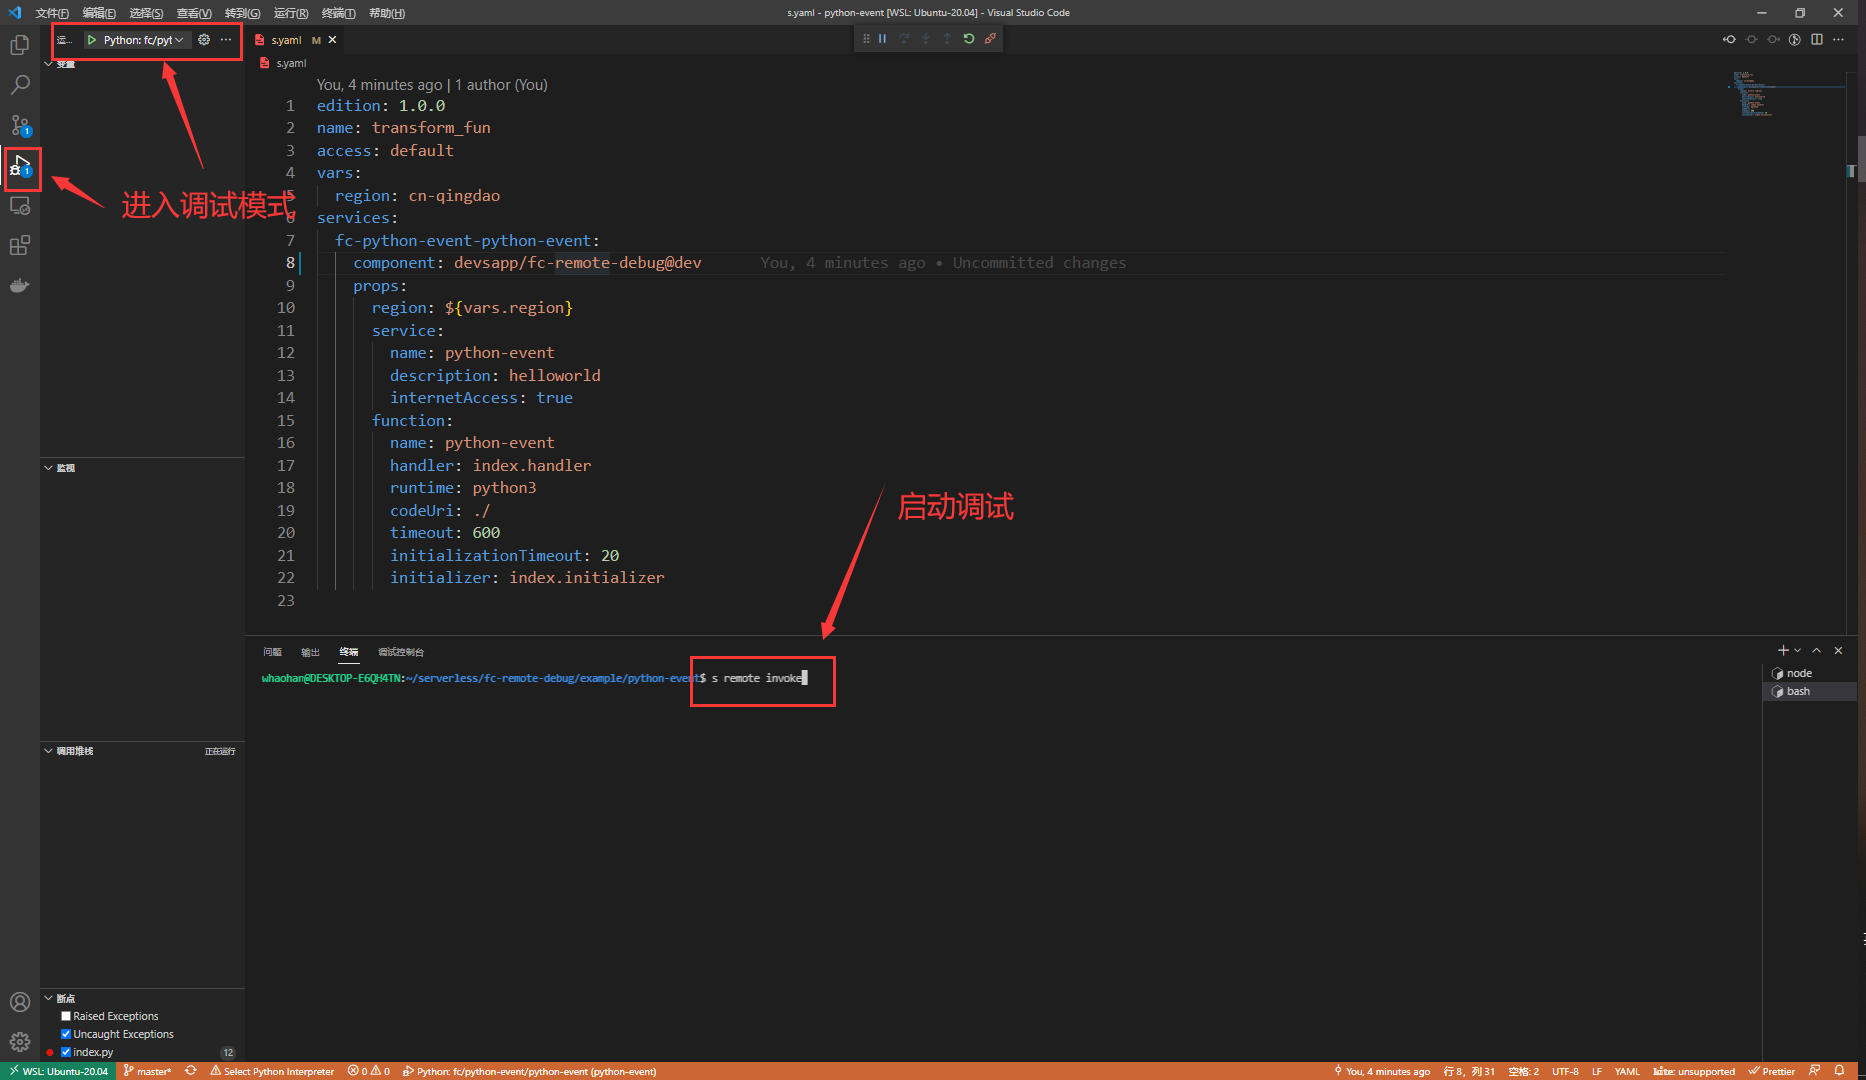 文件(F) 编辑(E) 选择(S) 查看(V) 转到(G) 运行(R) 终端(T) 帮助(H)
s.yaml - python-event [WSL: Ubuntu-20.04] - Visual Studio Code
运... Python: fc/pyt
s.yaml M
变量
s.yaml
You, 4 minutes ago | 1 author (You)
1 edition: 1.0.0
2 name: transform_fun
3 access: default
4 vars:
5 region: cn-qingdao
6 services:
7 fc-python-event-python-event:
8 component: devsapp/fc-remote-debug@dev You, 4 minutes ago • Uncommitted changes
9 props:
10 region: ${vars.region}
11 service:
12 name: python-event
13 description: helloworld
14 internetAccess: true
15 function:
16 name: python-event
17 handler: index.handler
18 runtime: python3
19 codeUri: ./
20 timeout: 600
21 initializationTimeout: 20
22 initializer: index.initializer
23
1
1
进入调试模式
启动调试
监视
调用堆栈 正在运行
断点
Raised Exceptions
Uncaught Exceptions
index.py 12
问题 输出 终端 调试控制台
whaohan@DESKTOP-E6QH4TN:~/serverless/fc-remote-debug/example/python-event$ s remote invoke
node
bash
WSL: Ubuntu-20.04 master* Select Python Interpreter 0 0 Python: fc/python-event/python-event (python-event)
You, 4 minutes ago 行 8，列 31 空格: 2 UTF-8 LF YAML kite: unsupported Prettier